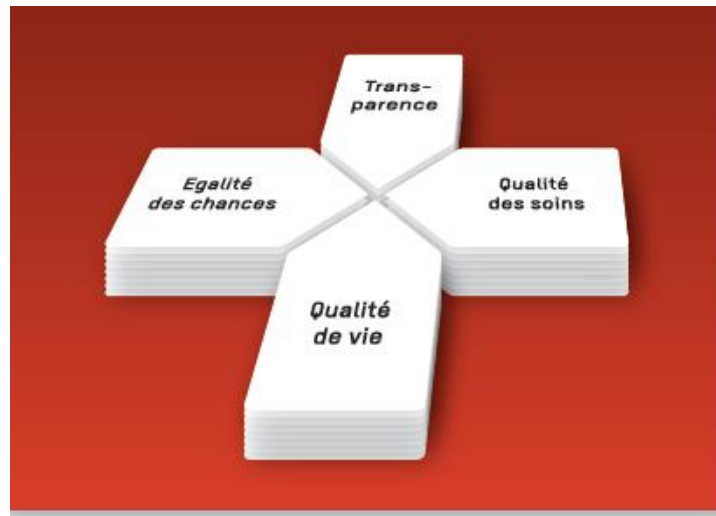 Trans-
parence
Egalité
des chances
Qualité
des soins
Qualité
de vie